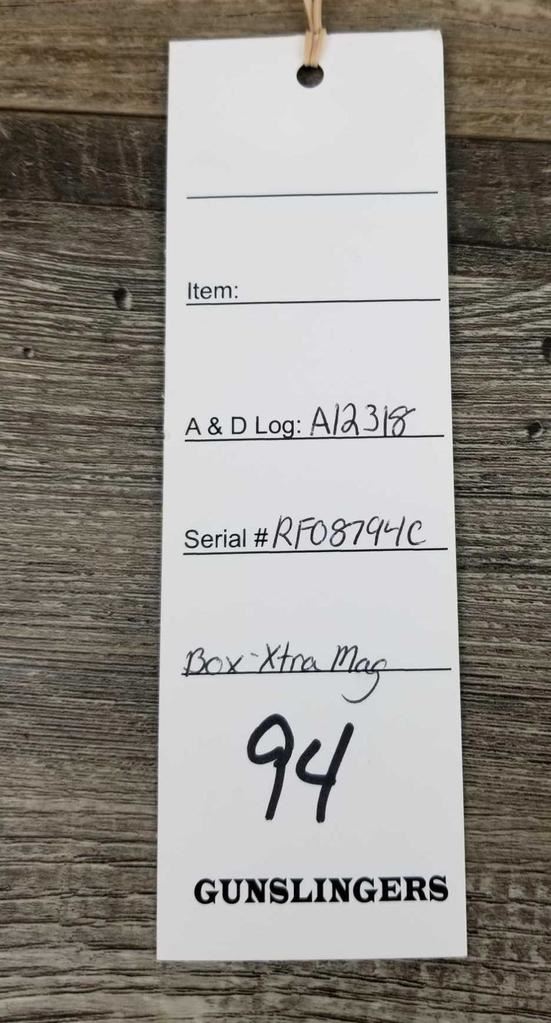 Item:
A & D Log: A12318
Serial # RF08794C
Box-Xtra Mag
94
GUNSLINGERS